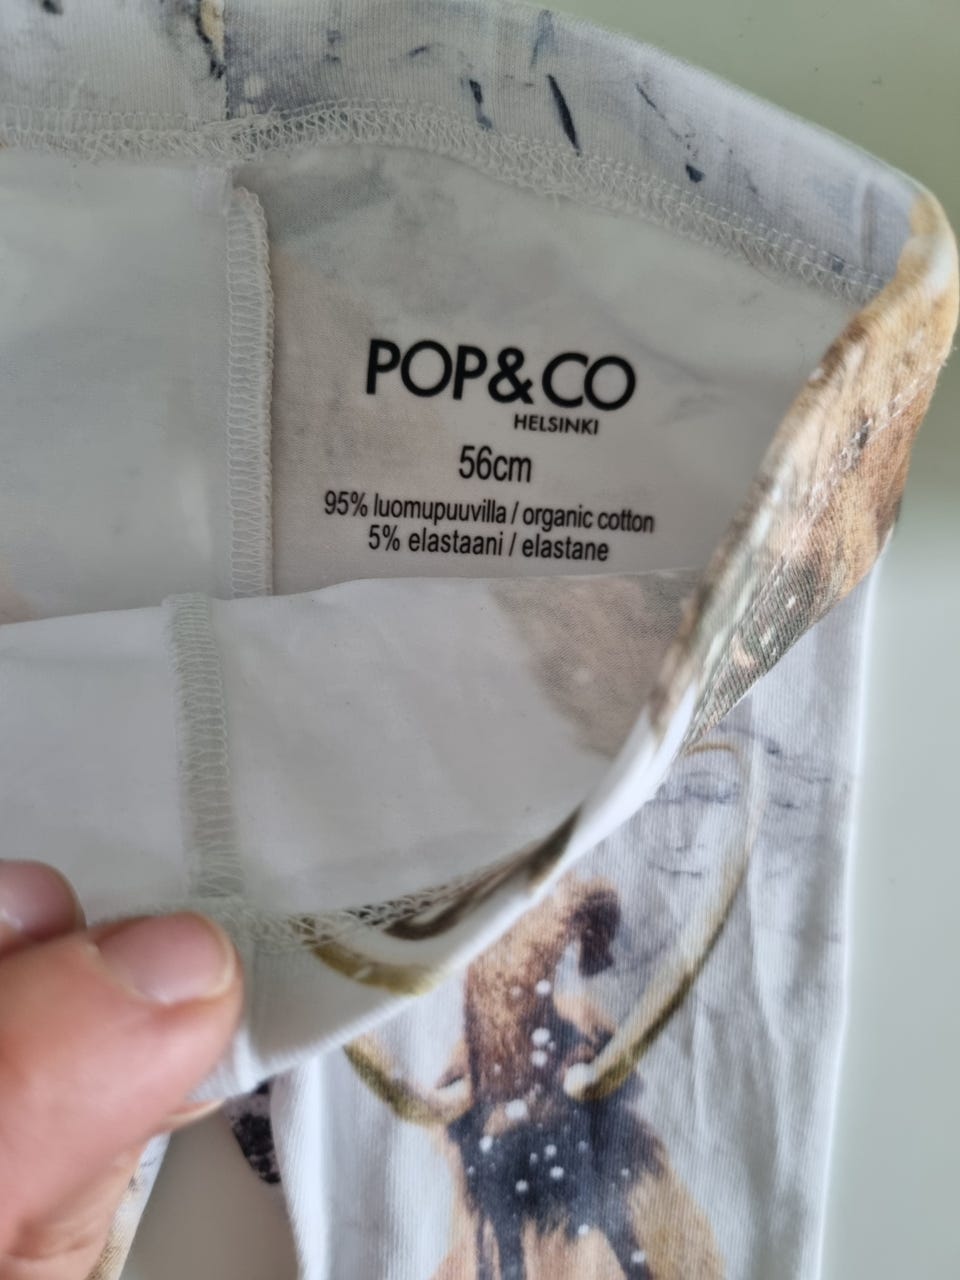 POP&CO
HELSINKI
56cm
95% luomupuuvilla / organic cotton
5% elastaani / elastane